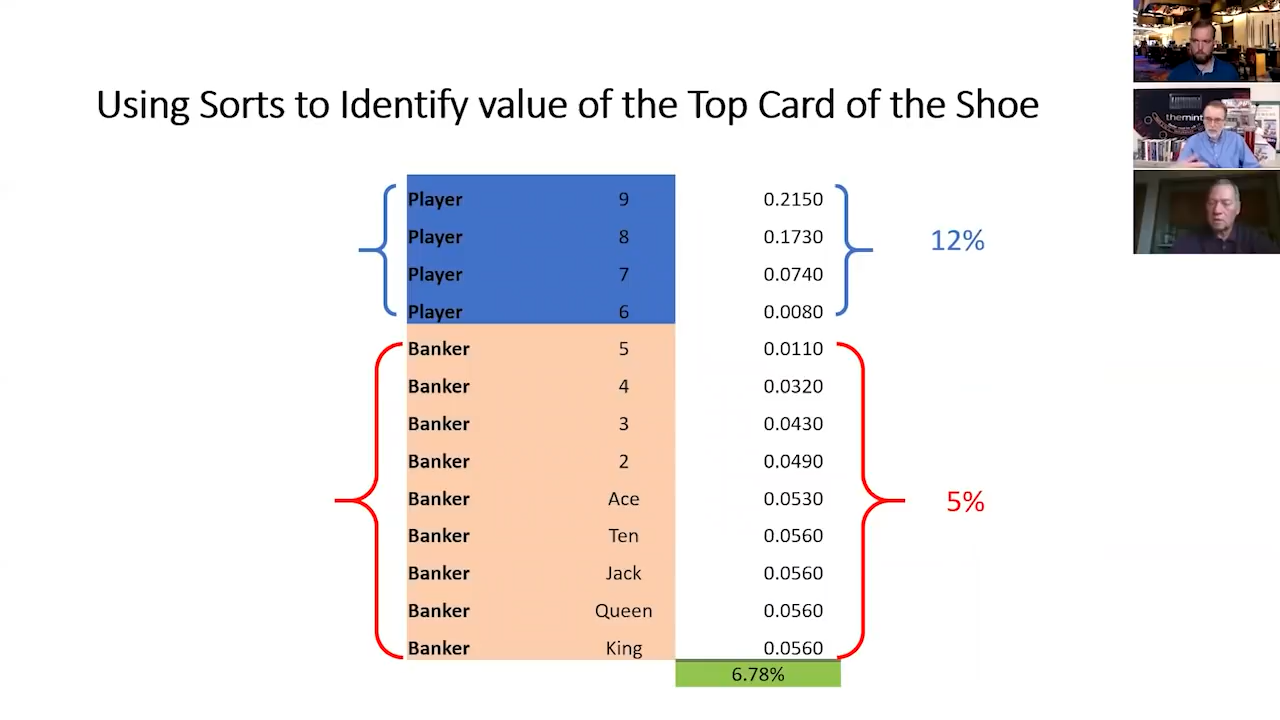 Using Sorts to Identify value of the Top Card of the Shoe
Player 9 0.2150
Player 8 0.1730
Player 7 0.0740
Player 6 0.0080
12%
Banker 5 0.0110
Banker 4 0.0320
Banker 3 0.0430
Banker 2 0.0490
Banker Ace 0.0530
Banker Ten 0.0560
Banker Jack 0.0560
Banker Queen 0.0560
Banker King 0.0560
5%
6.78%
themint